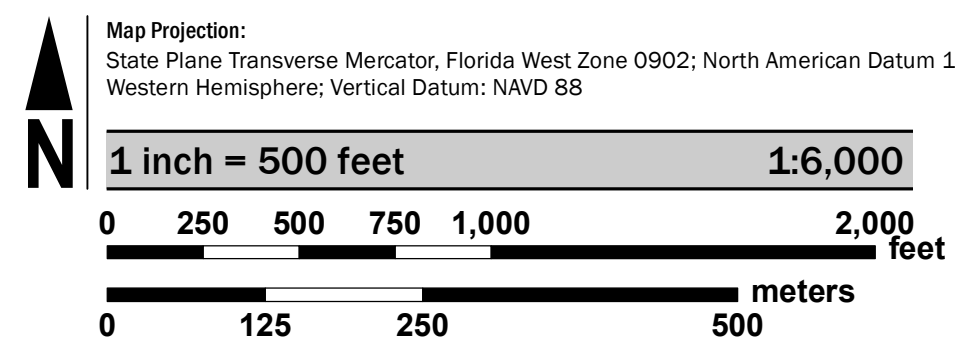 Map Projection:
State Plane Transverse Mercator, Florida West Zone 0902; North American Datum 1
Western Hemisphere; Vertical Datum: NAVD 88
N
1 inch = 500 feet 1:6,000
0 250 500 750 1,000 2,000
feet
meters
0 125 250 500